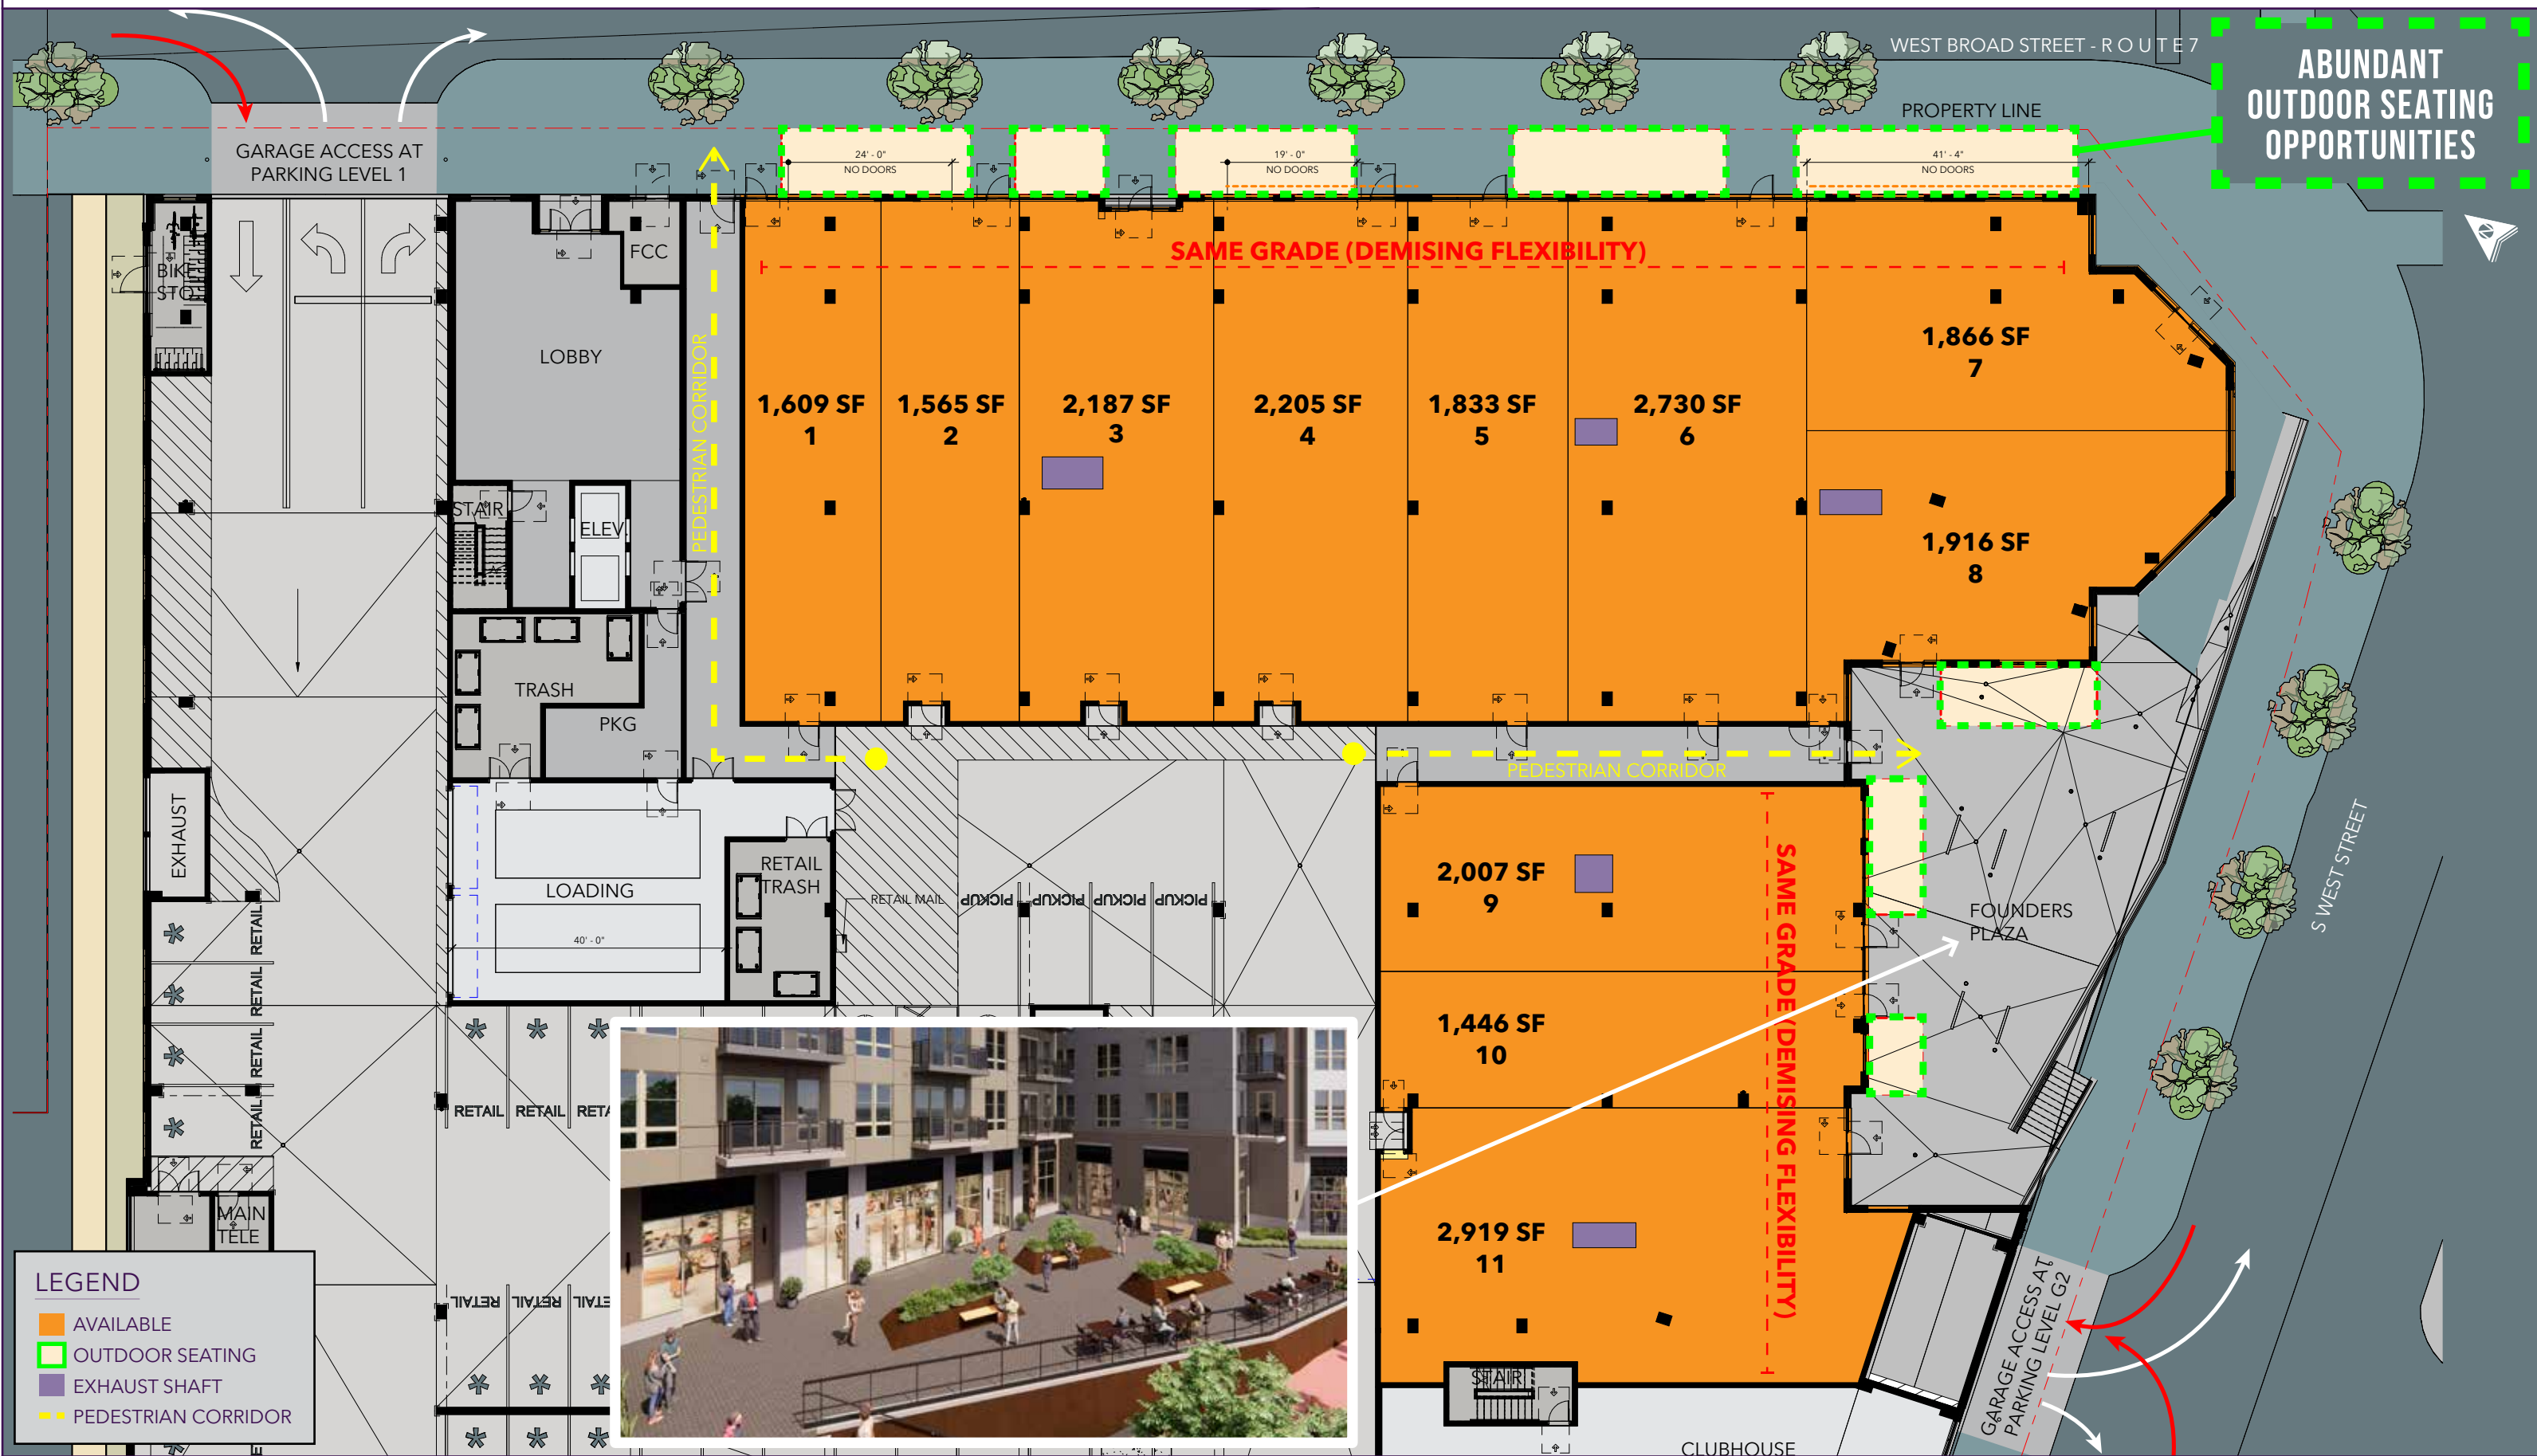 WEST BROAD STREET - ROUTE 7
ABUNDANT
OUTDOOR SEATING
OPPORTUNITIES
PROPERTY LINE
GARAGE ACCESS AT
PARKING LEVEL 1
24' - 0"
NO DOORS
19' - 0"
NO DOORS
41' - 4"
NO DOORS
FCC
SAME GRADE (DEMISING FLEXIBILITY)
BIKE
STO
LOBBY
PEDESTRIAN CORRIDOR
1,609 SF
1
1,565 SF
2
2,187 SF
3
2,205 SF
4
1,833 SF
5
2,730 SF
6
1,866 SF
7
1,916 SF
8
STAIR
ELEV.
TRASH
PKG
PEDESTRIAN CORRIDOR
EXHAUST
LOADING
40' - 0"
RETAIL
TRASH
RETAIL MAIL
PICKUP
PICKUP
PICKUP
PICKUP
2,007 SF
9
1,446 SF
10
2,919 SF
11
SAME GRADE (DEMISING FLEXIBILITY)
FOUNDERS
PLAZA
S WEST STREET
RETAIL
RETAIL
RETAIL
RETAIL
RETAIL
RETAIL
RETA
MAIN
TELE
RETAIL
RETAIL
RETAIL
STAIR
CLUBHOUSE
GARAGE ACCESS AT
PARKING LEVEL G2
LEGEND
AVAILABLE
OUTDOOR SEATING
EXHAUST SHAFT
PEDESTRIAN CORRIDOR